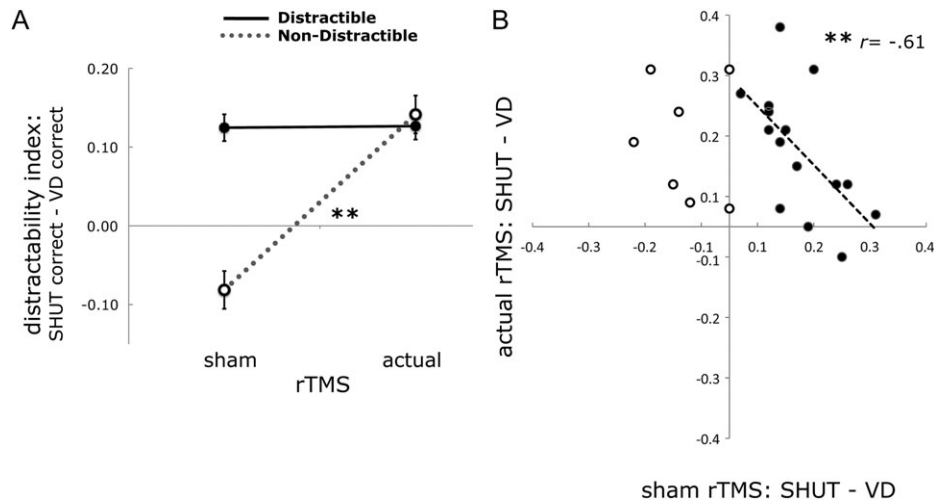 A
Distractible
Non-Distractible
distractability index:
SHUT correct - VD correct
0.20
0.10
0.00
-0.10
**
sham
actual
rTMS
B
** r= -.61
actual rTMS: SHUT - VD
0.4
0.3
0.2
0.1
-0.4
-0.3
-0.2
-0.1
0.1
0.2
0.3
0.4
-0.1
-0.2
-0.3
-0.4
sham rTMS: SHUT - VD